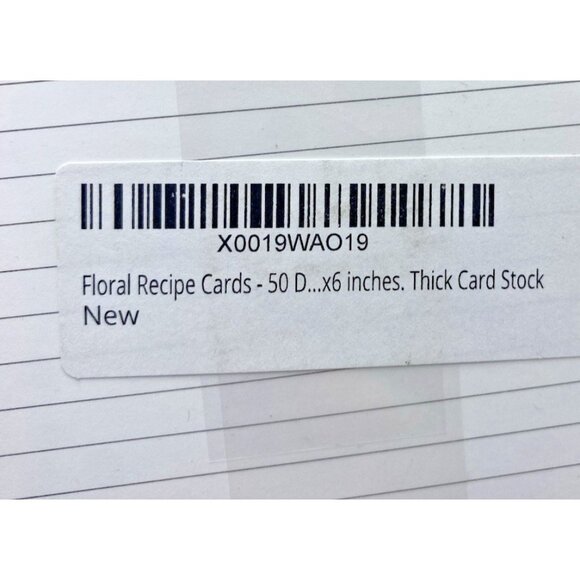 X0019WAO19
Floral Recipe Cards - 50 D...x6 inches. Thick Card Stock
New